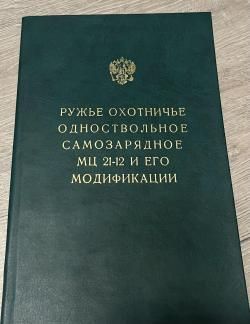 РУЖЬЕ ОХОТНИЧЬЕ
ОДНОСТВОЛЬНОЕ
САМОЗАРЯДНОЕ
МЦ 21-12 И ЕГО
МОДИФИКАЦИИ